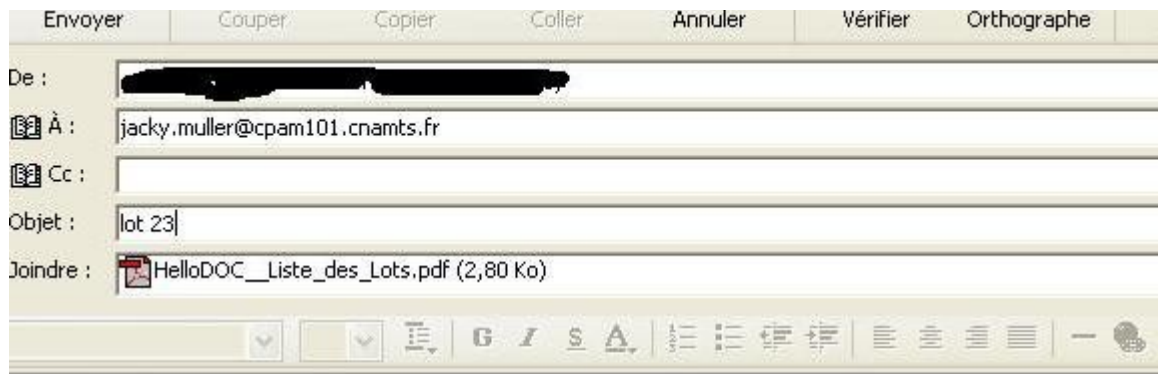 Envoyer Couper Copier Coller Annuler Vérifier Orthographe
De :
À : jacky.muller@cpam101.cnamts.fr
Cc :
Objet : lot 23
Joindre : HelloDOC__Liste_des_Lots.pdf (2,80 Ko)
G I S A